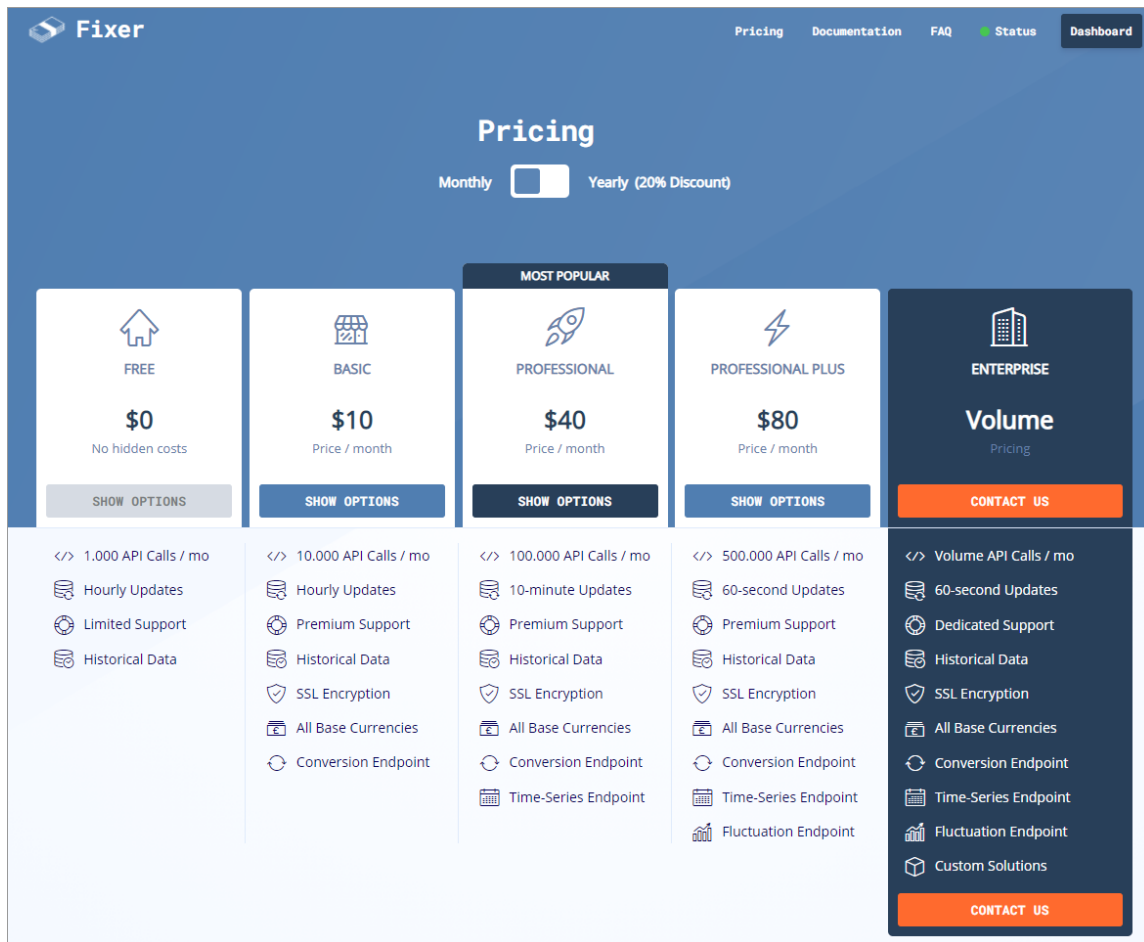 Fixer
Pricing
Documentation
FAQ
Status
Dashboard
Pricing
Monthly
Yearly (20% Discount)
FREE
$0
No hidden costs
SHOW OPTIONS
1.000 API Calls / mo
Hourly Updates
Limited Support
Historical Data
BASIC
$10
Price / month
SHOW OPTIONS
10.000 API Calls / mo
Hourly Updates
Premium Support
Historical Data
SSL Encryption
All Base Currencies
Conversion Endpoint
MOST POPULAR
PROFESSIONAL
$40
Price / month
SHOW OPTIONS
100.000 API Calls / mo
10-minute Updates
Premium Support
Historical Data
SSL Encryption
All Base Currencies
Conversion Endpoint
Time-Series Endpoint
PROFESSIONAL PLUS
$80
Price / month
SHOW OPTIONS
500.000 API Calls / mo
60-second Updates
Premium Support
Historical Data
SSL Encryption
All Base Currencies
Conversion Endpoint
Time-Series Endpoint
Fluctuation Endpoint
ENTERPRISE
Volume
Pricing
CONTACT US
Volume API Calls / mo
60-second Updates
Dedicated Support
Historical Data
SSL Encryption
All Base Currencies
Conversion Endpoint
Time-Series Endpoint
Fluctuation Endpoint
Custom Solutions
CONTACT US